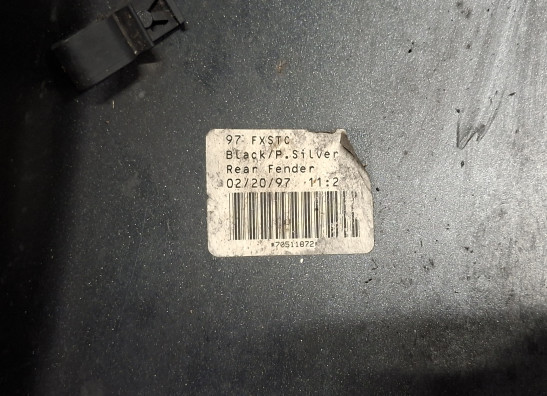 97 FXSTC
Black/P.Silver
Rear Fender
02/20/97 11:2
*70511872*